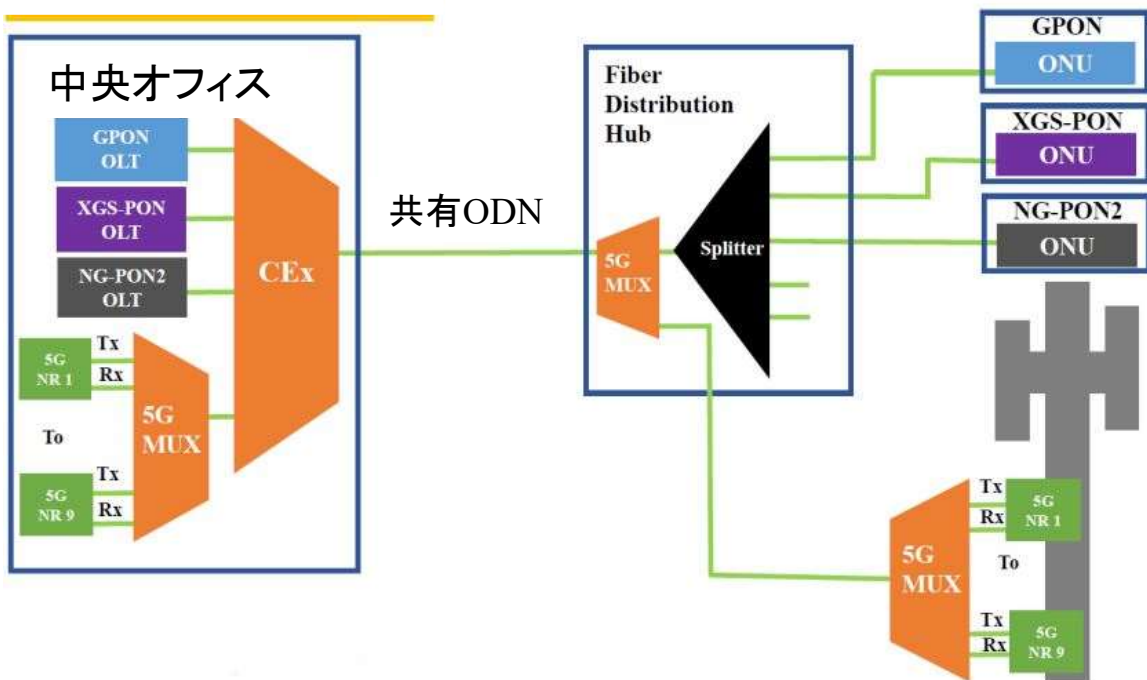 中央オフィス
GPON
OLT
XGS-PON
OLT
NG-PON2
OLT
5G
NR 1
Tx
Rx
To
5G
NR 9
Tx
Rx
5G
MUX
CEx
共有ODN
Fiber
Distribution
Hub
5G
MUX
Splitter
GPON
ONU
XGS-PON
ONU
NG-PON2
ONU
5G
MUX
Tx
Rx
5G
NR 1
To
Tx
Rx
5G
NR 9